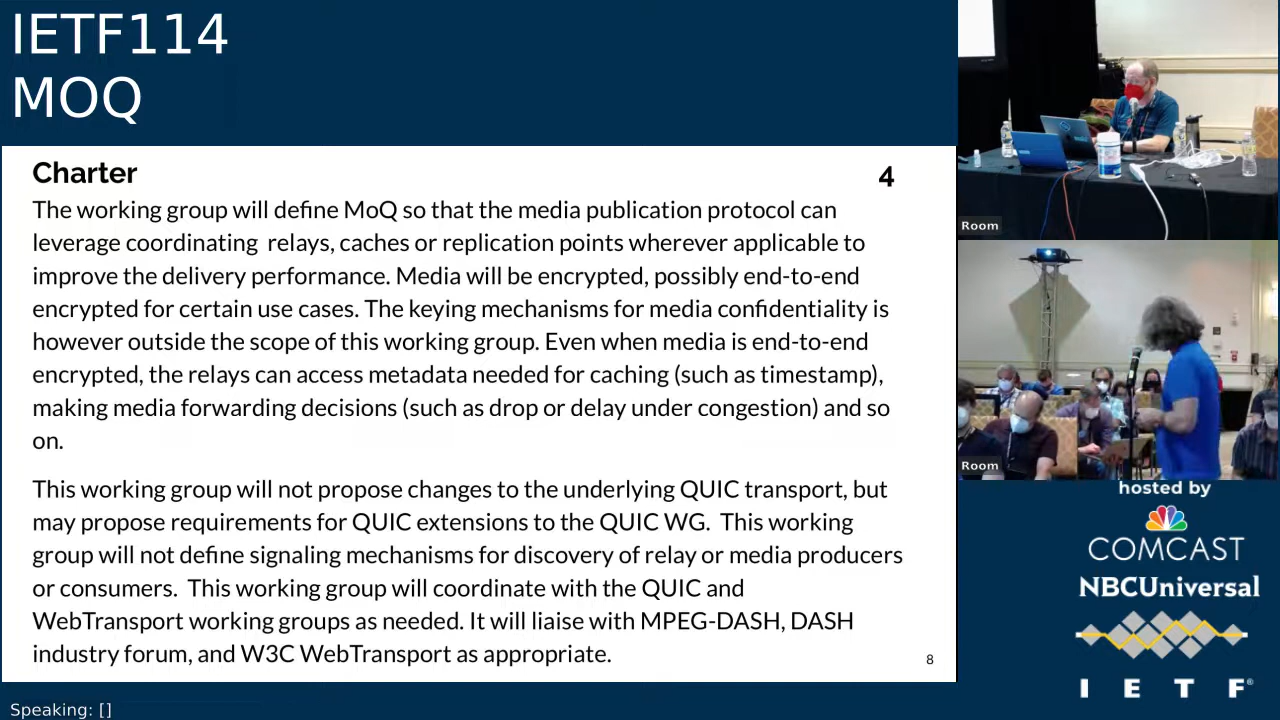 IETF114
MOQ
Charter
4
The working group will define MoQ so that the media publication protocol can
leverage coordinating  relays, caches or replication points wherever applicable to
improve the delivery performance. Media will be encrypted, possibly end-to-end
encrypted for certain use cases. The keying mechanisms for media confidentiality is
however outside the scope of this working group. Even when media is end-to-end
encrypted, the relays can access metadata needed for caching (such as timestamp),
making media forwarding decisions (such as drop or delay under congestion) and so
on.
This working group will not propose changes to the underlying QUIC transport, but
may propose requirements for QUIC extensions to the QUIC WG.  This working
group will not define signaling mechanisms for discovery of relay or media producers
or consumers.  This working group will coordinate with the QUIC and
WebTransport working groups as needed. It will liaise with MPEG-DASH, DASH
industry forum, and W3C WebTransport as appropriate.
8
Speaking: []
Room
Room
hosted by
COMCAST
NBCUniversal
I E T F®